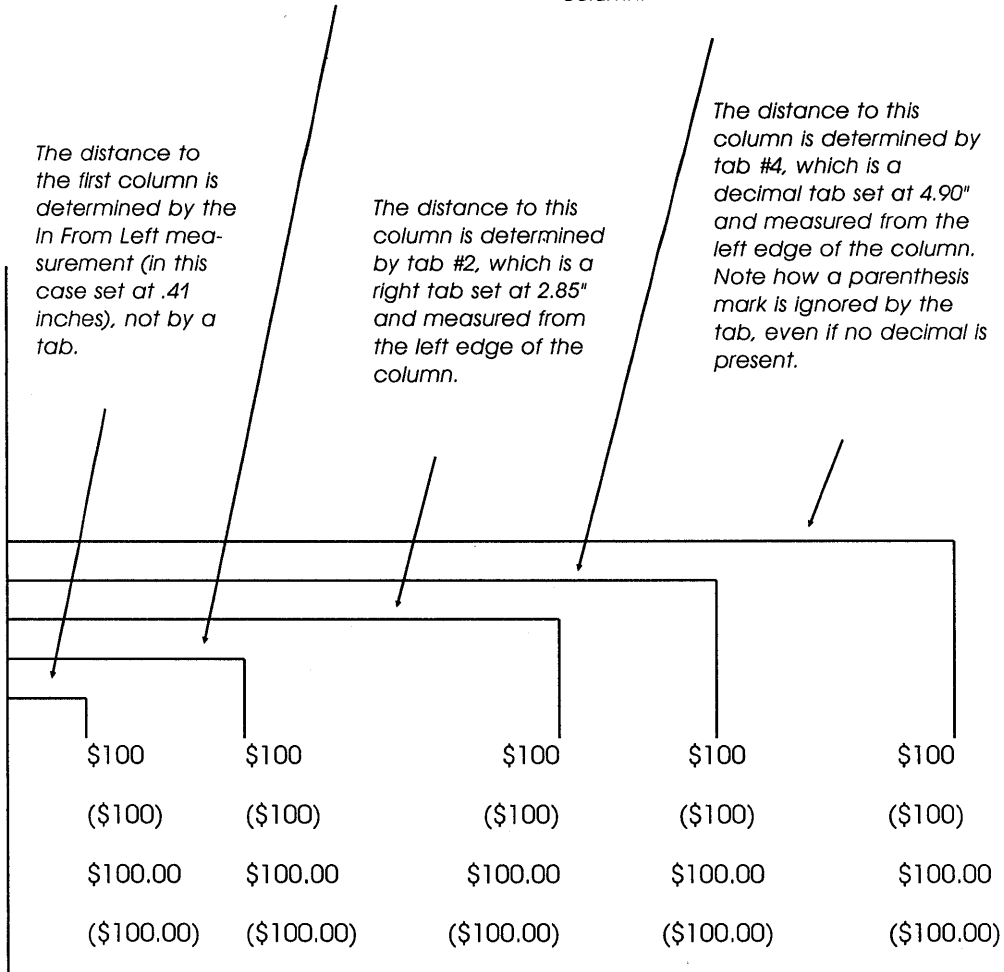 The distance to
the first column is
determined by the
In From Left mea-
surement (in this
case set at .41
inches), not by a
tab.
The distance to this
column is determined
by tab #2, which is a
right tab set at 2.85"
and measured from
the left edge of the
column.
The distance to this
column is determined by
tab #4, which is a
decimal tab set at 4.90"
and measured from the
left edge of the column.
Note how a parenthesis
mark is ignored by the
tab, even if no decimal is
present.
$100 $100 $100 $100 $100
($100) ($100) ($100) ($100) ($100)
$100.00 $100.00 $100.00 $100.00 $100.00
($100.00) ($100.00) ($100.00) ($100.00) ($100.00)